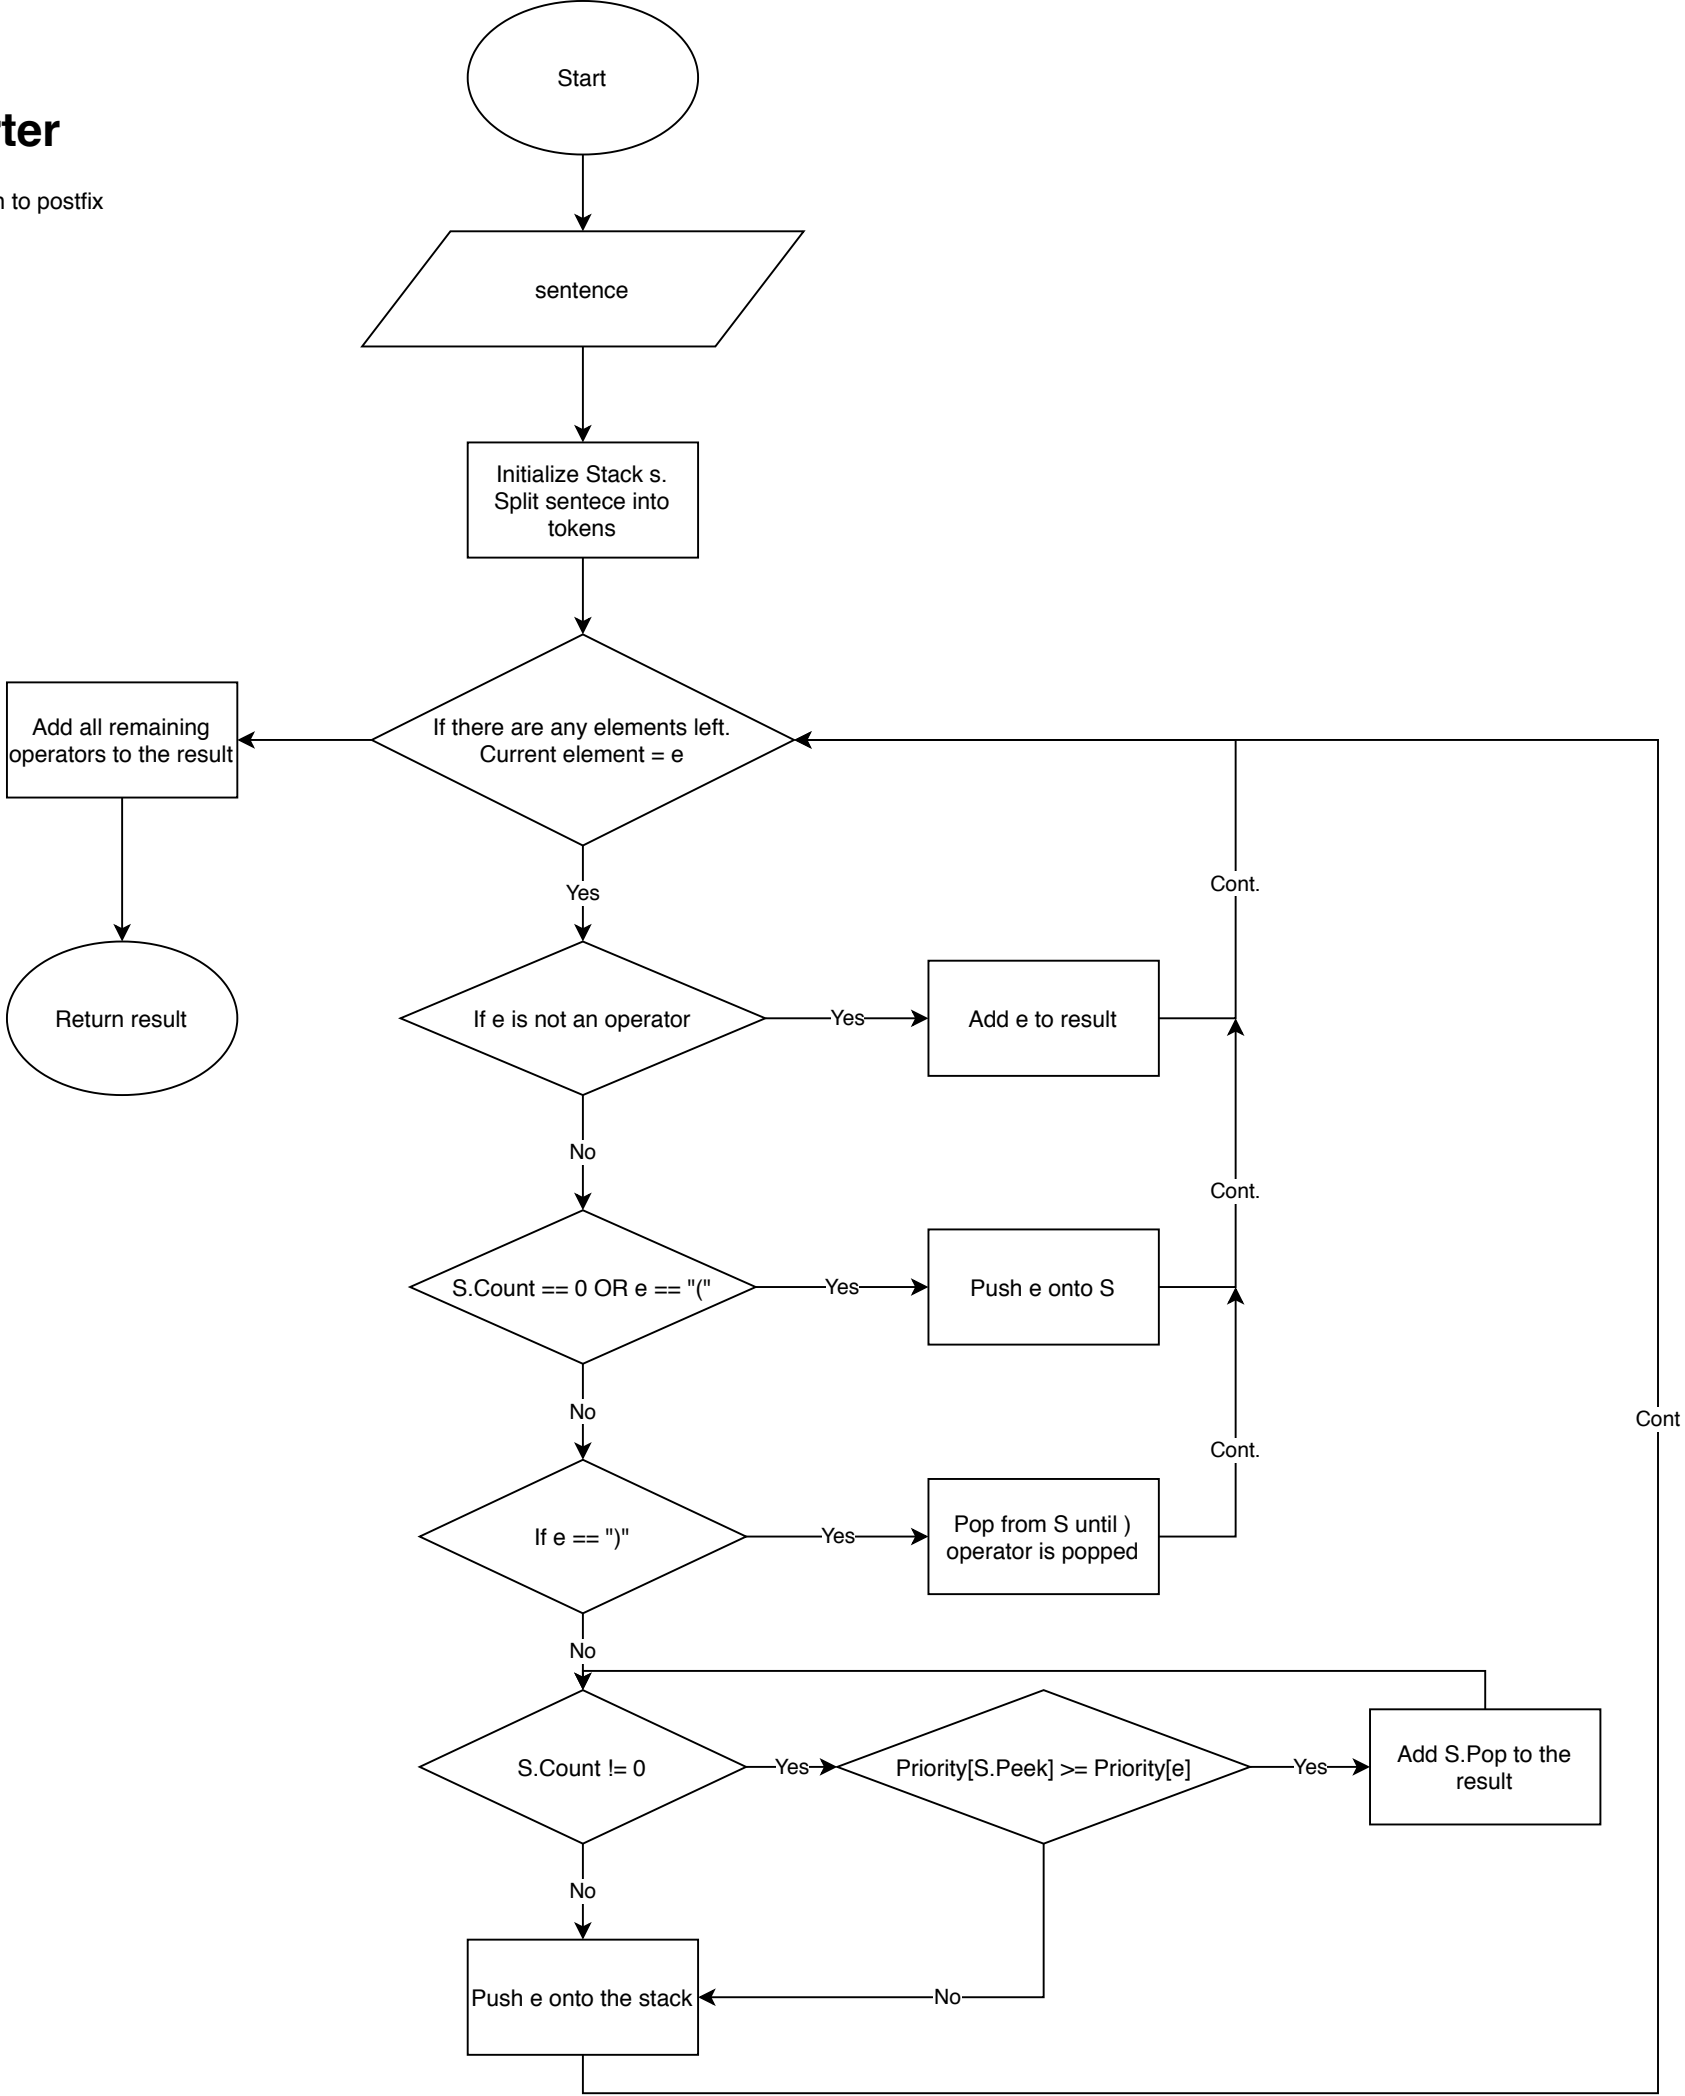 Start
rter
n to postfix
sentence
Initialize Stack s.
Split sentece into
tokens
If there are any elements left.
Current element = e
Add all remaining
operators to the result
Yes
Cont.
If e is not an operator
Yes
Add e to result
Return result
No
Cont.
S.Count == 0 OR e == "("
Yes
Push e onto S
No
Cont
Cont.
If e == ")"
Yes
Pop from S until )
operator is popped
No
S.Count != 0
Yes
Priority[S.Peek] >= Priority[e]
Yes
Add S.Pop to the
result
No
Push e onto the stack
No